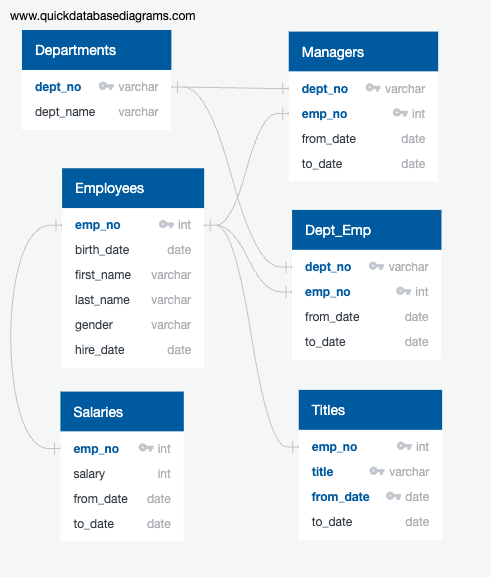 www.quickdatabasediagrams.com
Departments
dept_no varchar
dept_name varchar
Managers
dept_no varchar
emp_no int
from_date date
to_date date
Employees
emp_no int
birth_date date
first_name varchar
last_name varchar
gender varchar
hire_date date
Dept_Emp
dept_no varchar
emp_no int
from_date date
to_date date
Salaries
emp_no int
salary int
from_date date
to_date date
Titles
emp_no int
title varchar
from_date date
to_date date